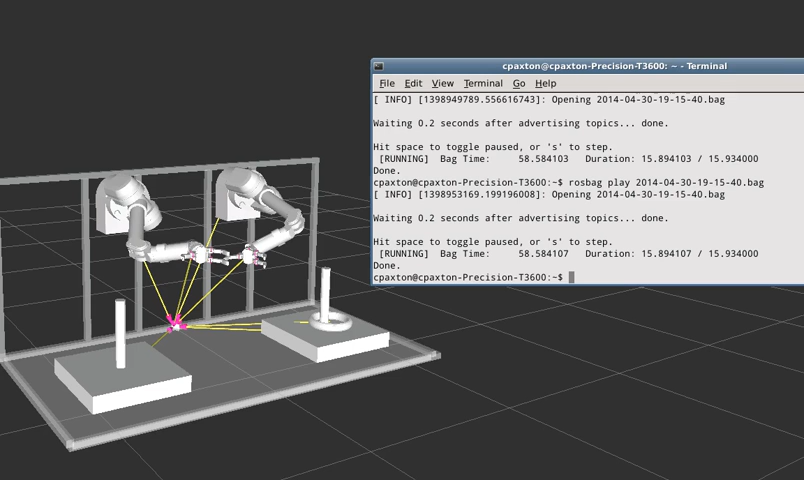 cpaxton@cpaxton-Precision-T3600: ~ - Terminal
File Edit View Terminal Go Help
[ INFO] [1398949789.556616743]: Opening 2014-04-30-19-15-40.bag
Waiting 0.2 seconds after advertising topics... done.
Hit space to toggle paused, or 's' to step.
[RUNNING] Bag Time: 58.584103 Duration: 15.894103 / 15.934000
Done.
cpaxton@cpaxton-Precision-T3600:~$ rosbag play 2014-04-30-19-15-40.bag
[ INFO] [1398953169.199196008]: Opening 2014-04-30-19-15-40.bag
Waiting 0.2 seconds after advertising topics... done.
Hit space to toggle paused, or 's' to step.
[RUNNING] Bag Time: 58.584107 Duration: 15.894107 / 15.934000
Done.
cpaxton@cpaxton-Precision-T3600:~$